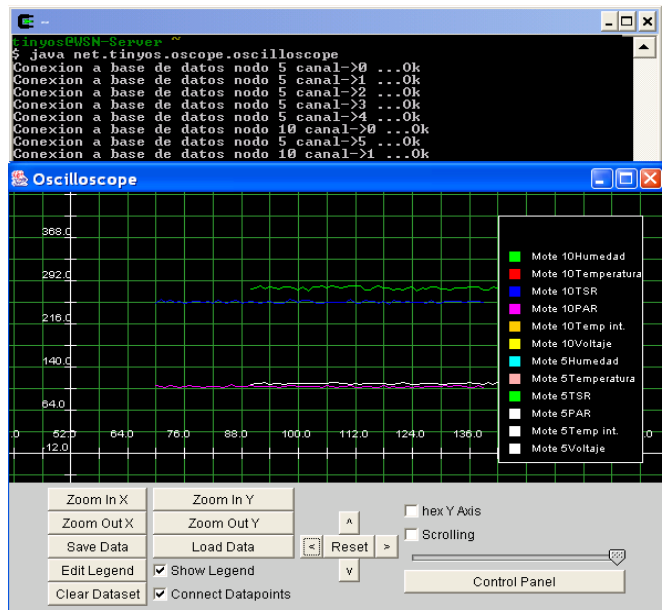 ~
tinyos@WSN-Server ~
$ java net.tinyos.oscope.oscilloscope
Conexion a base de datos nodo 5 canal->0 ...Ok
Conexion a base de datos nodo 5 canal->1 ...Ok
Conexion a base de datos nodo 5 canal->2 ...Ok
Conexion a base de datos nodo 5 canal->3 ...Ok
Conexion a base de datos nodo 5 canal->4 ...Ok
Conexion a base de datos nodo 10 canal->0 ...Ok
Conexion a base de datos nodo 5 canal->5 ...Ok
Conexion a base de datos nodo 10 canal->1 ...Ok
Oscilloscope
368.0
292.0
216.0
140.0
64.0
.0 52.0 64.0 76.0 88.0 100.0 112.0 124.0 136.0
-12.0
Mote 10Humedad
Mote 10Temperatura
Mote 10TSR
Mote 10PAR
Mote 10Temp int.
Mote 10Voltaje
Mote 5Humedad
Mote 5Temperatura
Mote 5TSR
Mote 5PAR
Mote 5Temp int.
Mote 5Voltaje
Zoom In X
Zoom In Y
Zoom Out X
Zoom Out Y
Save Data
Load Data
Edit Legend
Show Legend
Clear Dataset
Connect Datapoints
^
< Reset >
v
hex Y Axis
Scrolling
Control Panel